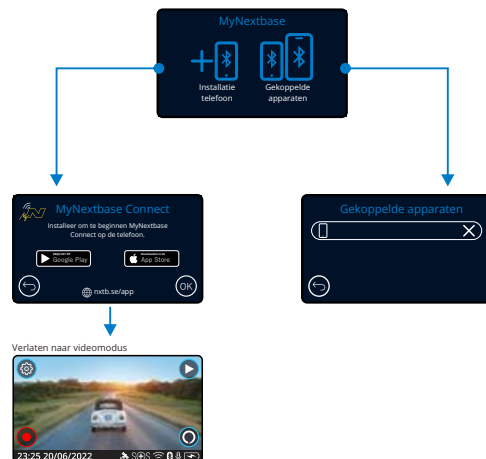 MyNextbase
Installatie
telefoon
Gekoppelde
apparaten
MyNextbase Connect
Installeer om te beginnen MyNextbase
Connect op de telefoon.
Google Play
App Store
nxtb.se/app
OK
Gekoppelde apparaten
Verlaten naar videomodus
23:25 20/06/2022
SOS